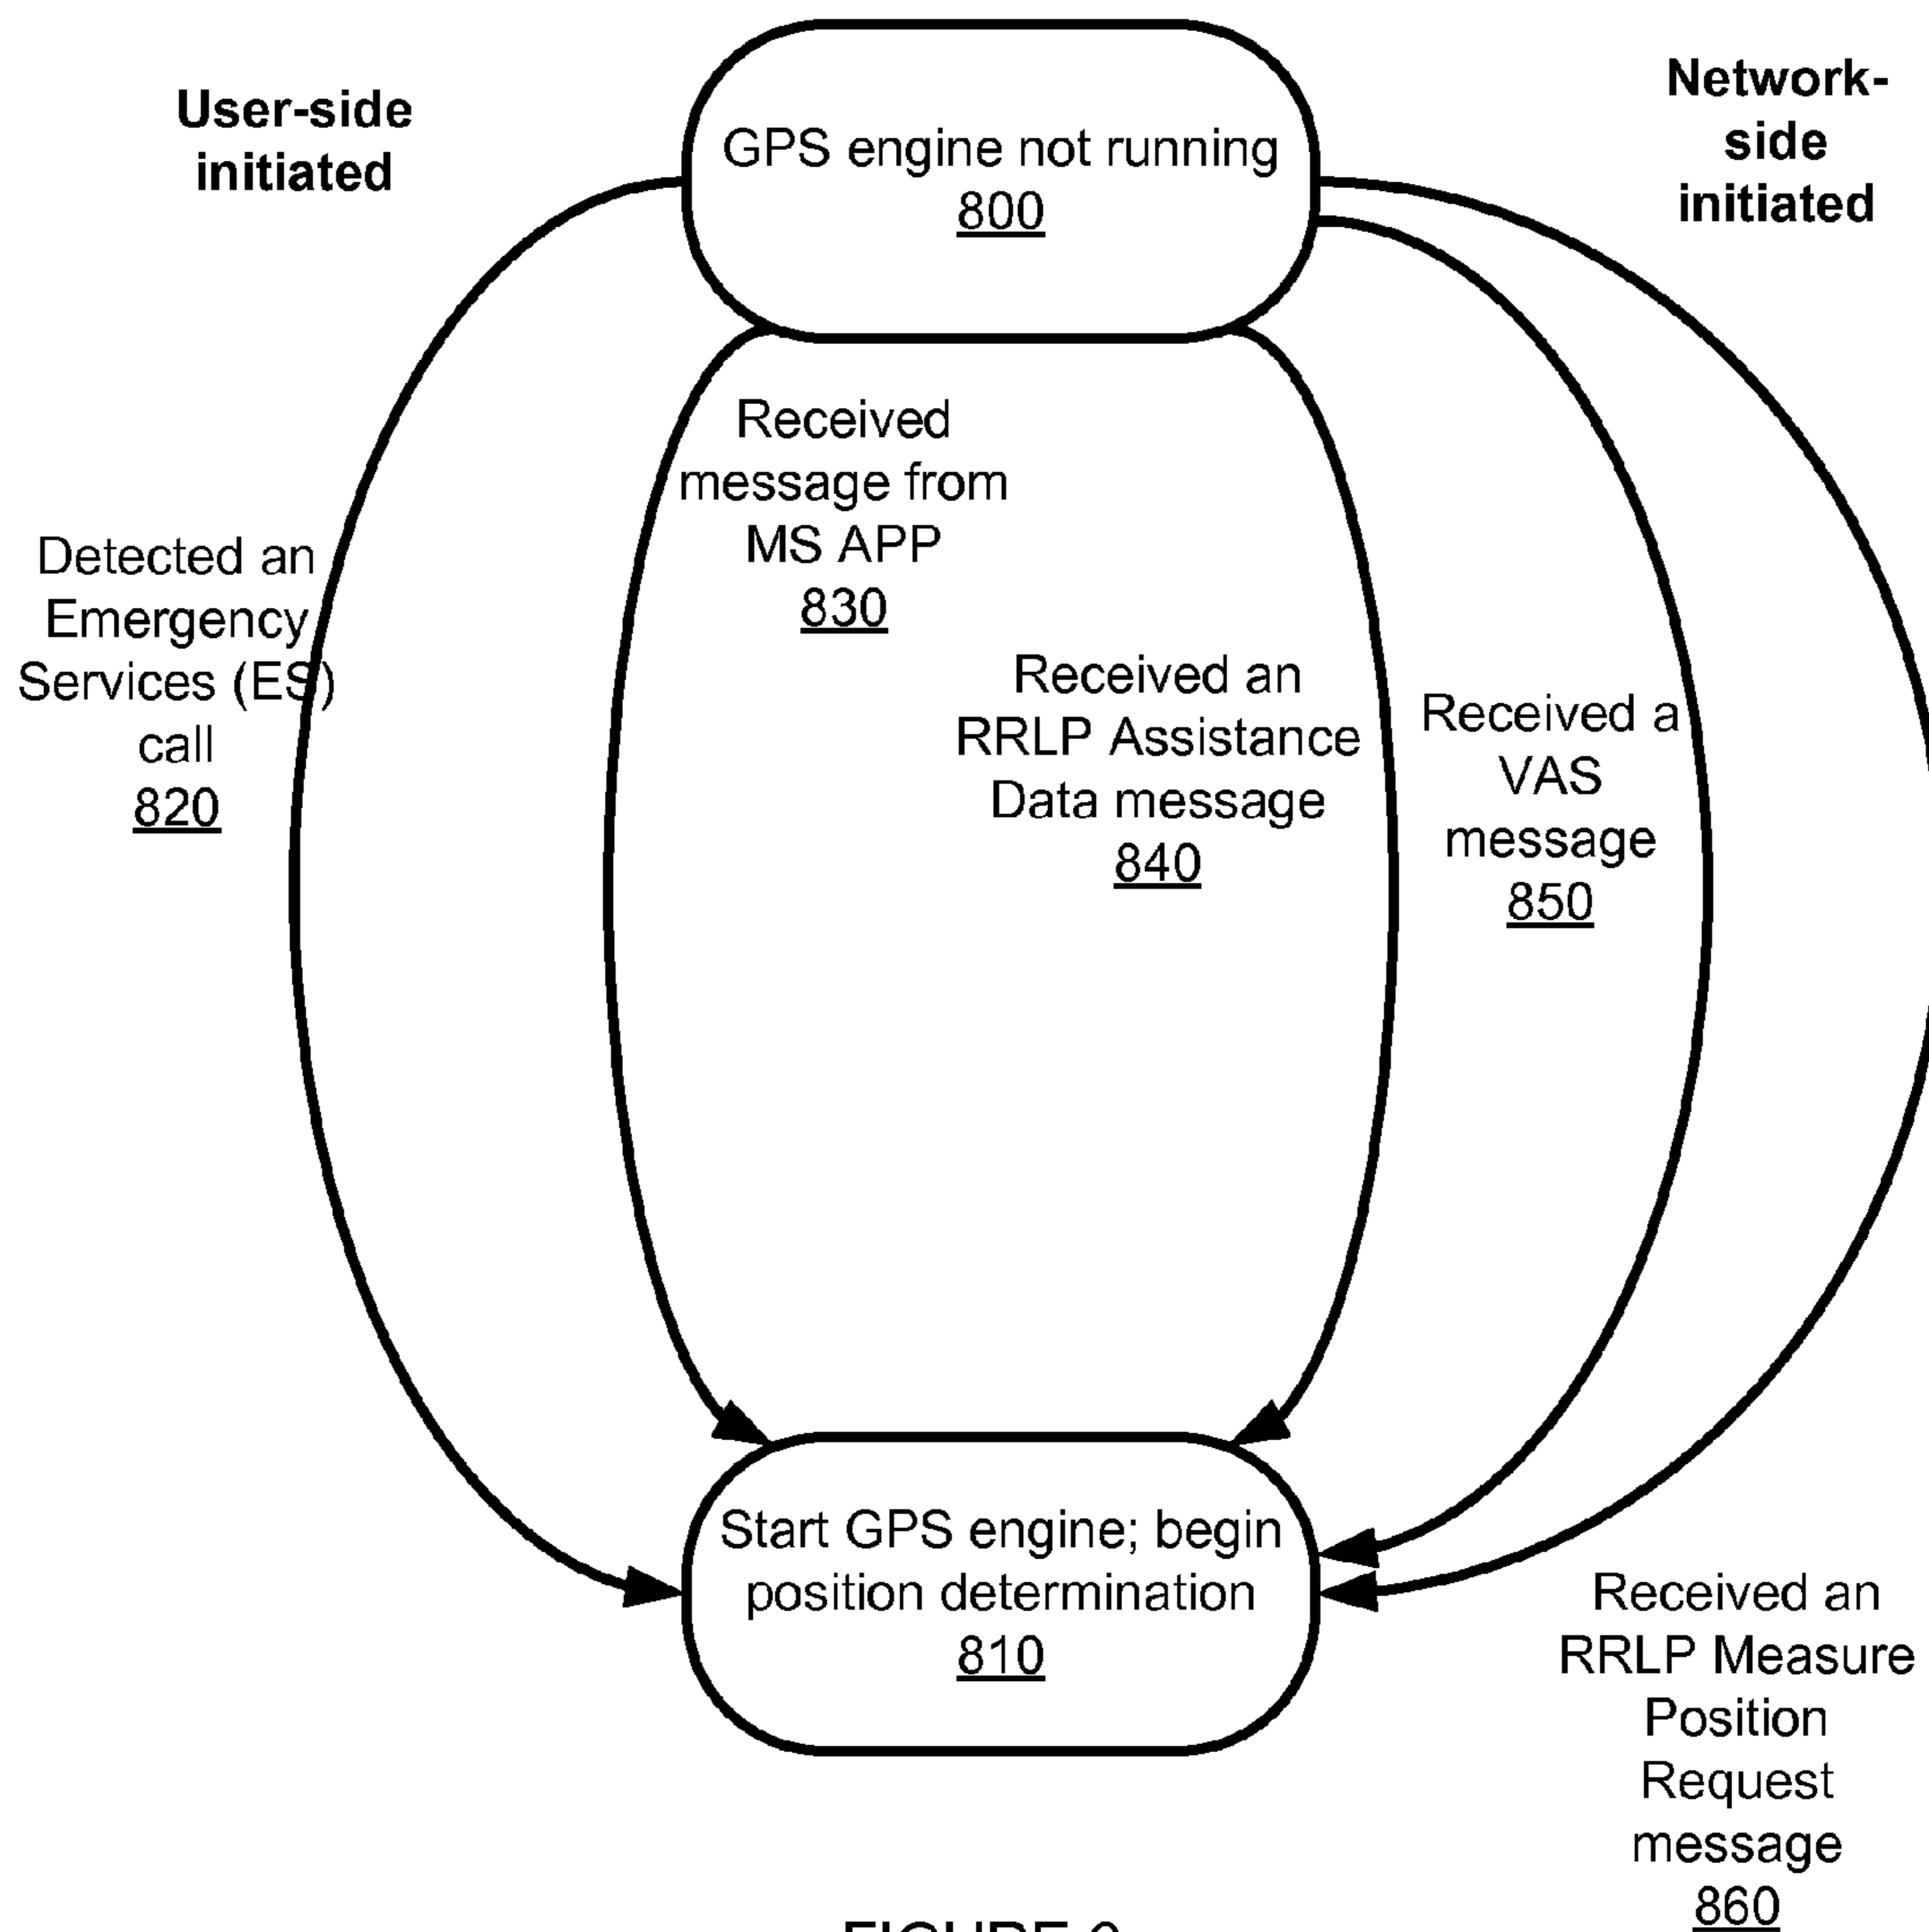 User-side
initiated
Network-
side
initiated
GPS engine not running
800
Received
message from
MS APP
830
Detected an
Emergency
Services (ES)
call
820
Received an
RRLP Assistance
Data message
840
Received a
VAS
message
850
Start GPS engine; begin
position determination
810
Received an
RRLP Measure
Position
Request
message
860
FIGURE